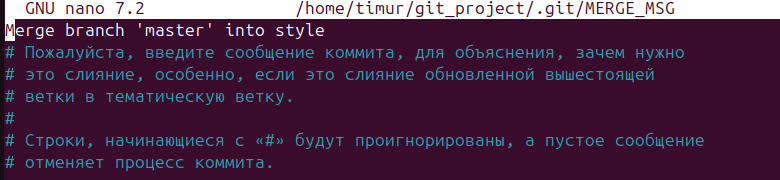 GNU nano 7.2 /home/timur/git_project/.git/MERGE_MSG
Merge branch 'master' into style
# Пожалуйста, введите сообщение коммита, для объяснения, зачем нужно
# это слияние, особенно, если это слияние обновленной вышестоящей
# ветки в тематическую ветку.
#
# Строки, начинающиеся с «#» будут проигнорированы, а пустое сообщение
# отменяет процесс коммита.